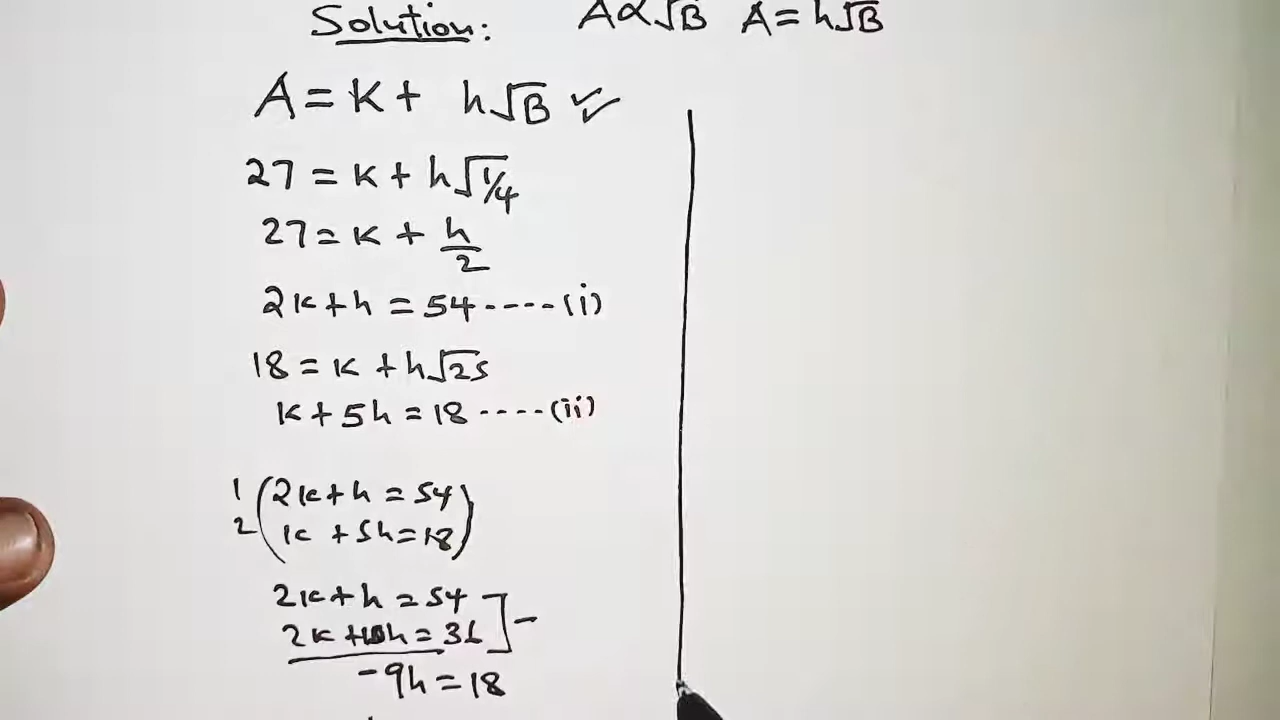 Solution: A∝√B A=h√B
A=K+ h√B ✓✓
27 = K+h√1/4
27= K + h/2
2K+h = 54-----(i)
18 = K +h√25
K+5h=18 ----(ii)
1 (2K+h = 54)
2 (K +5h=18)
2K+h =54 ] -
2K+10h=36
-9h=18